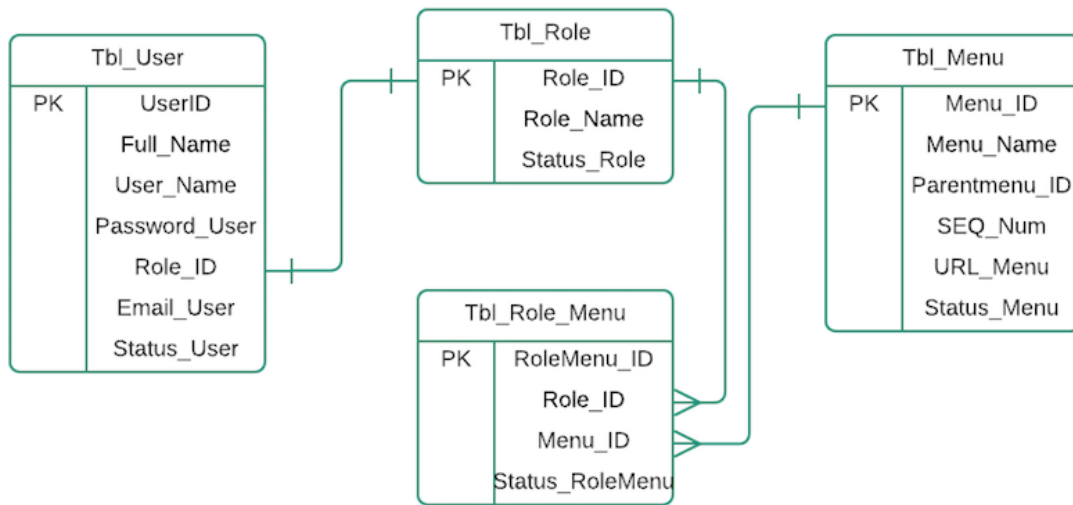 Tbl_User
PK UserID
Full_Name
User_Name
Password_User
Role_ID
Email_User
Status_User
Tbl_Role
PK Role_ID
Role_Name
Status_Role
Tbl_Role_Menu
PK RoleMenu_ID
Role_ID
Menu_ID
Status_RoleMenu
Tbl_Menu
PK Menu_ID
Menu_Name
Parentmenu_ID
SEQ_Num
URL_Menu
Status_Menu